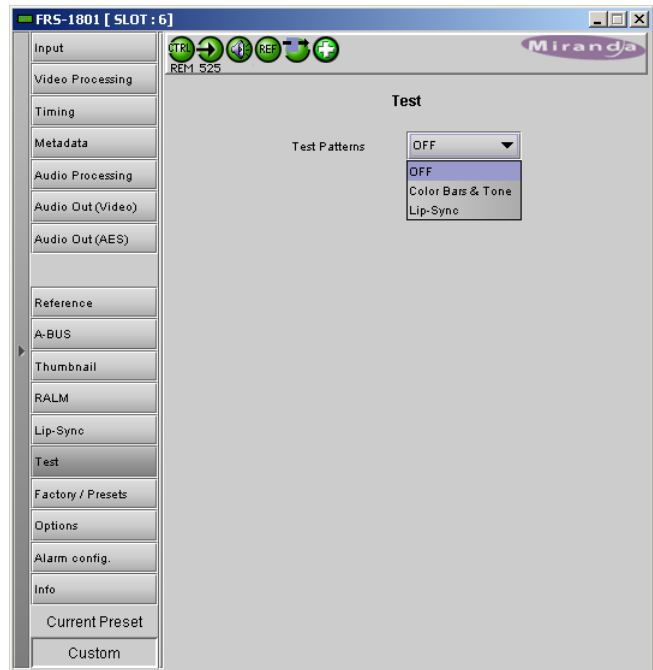 FRS-1801 [ SLOT : 6]
CTRL REF
REM 525
Miranda
Input
Video Processing
Timing
Metadata
Audio Processing
Audio Out (Video)
Audio Out (AES)
Reference
A-BUS
Thumbnail
RALM
Lip-Sync
Test
Factory / Presets
Options
Alarm config.
Info
Current Preset
Custom
Test
Test Patterns
OFF
OFF
Color Bars & Tone
Lip-Sync